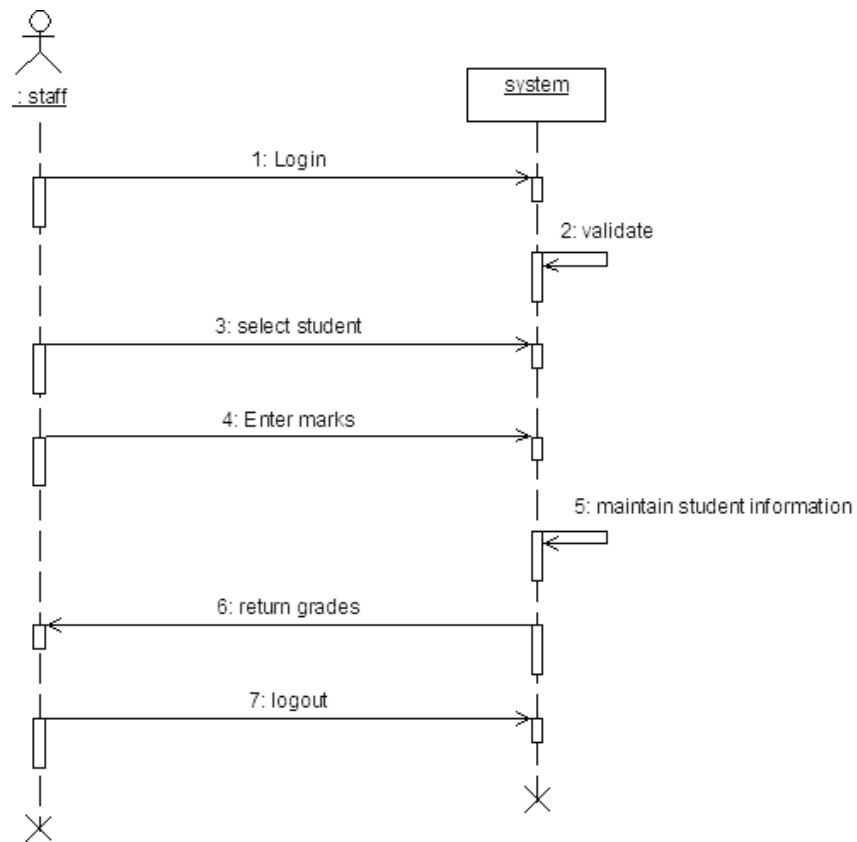 : staff
system
1: Login
2: validate
3: select student
4: Enter marks
5: maintain student information
6: return grades
7: logout